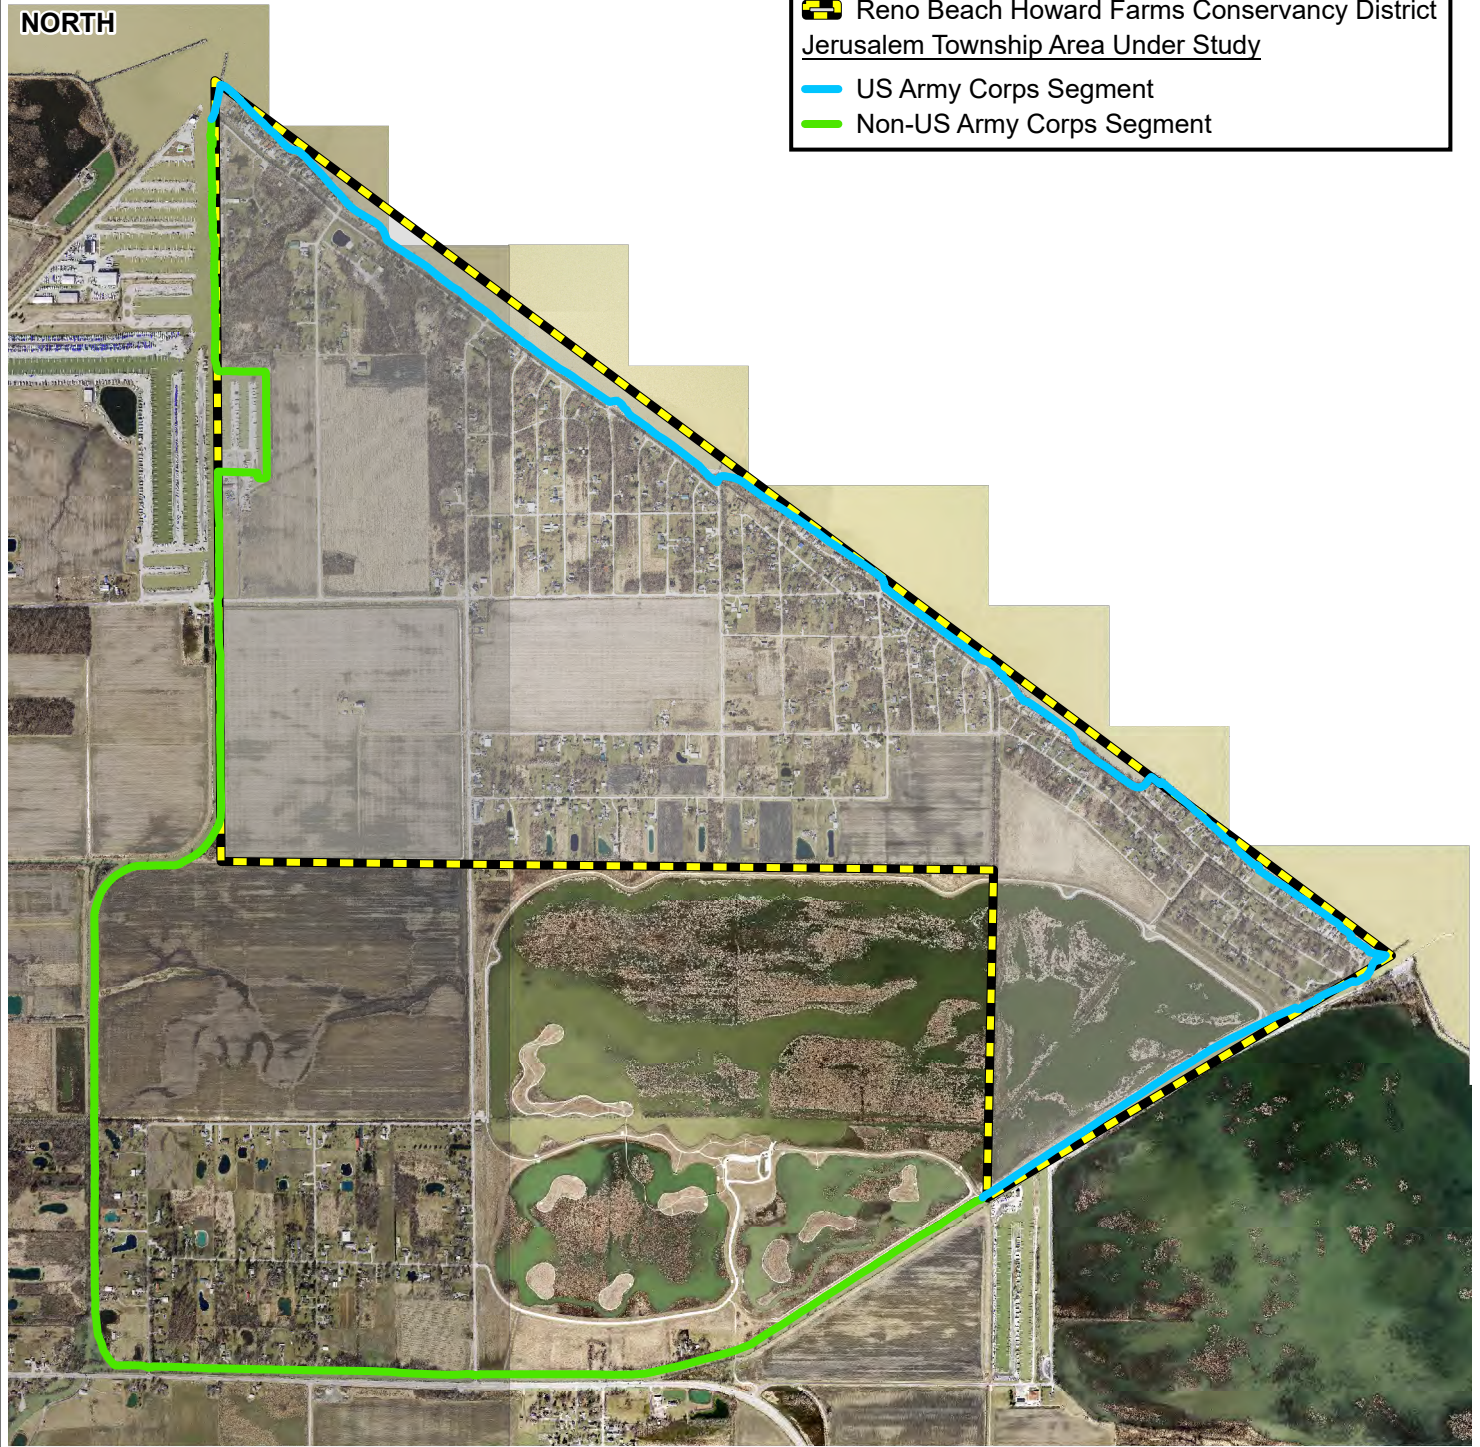 NORTH
Reno Beach Howard Farms Conservancy District
Jerusalem Township Area Under Study
US Army Corps Segment
Non-US Army Corps Segment